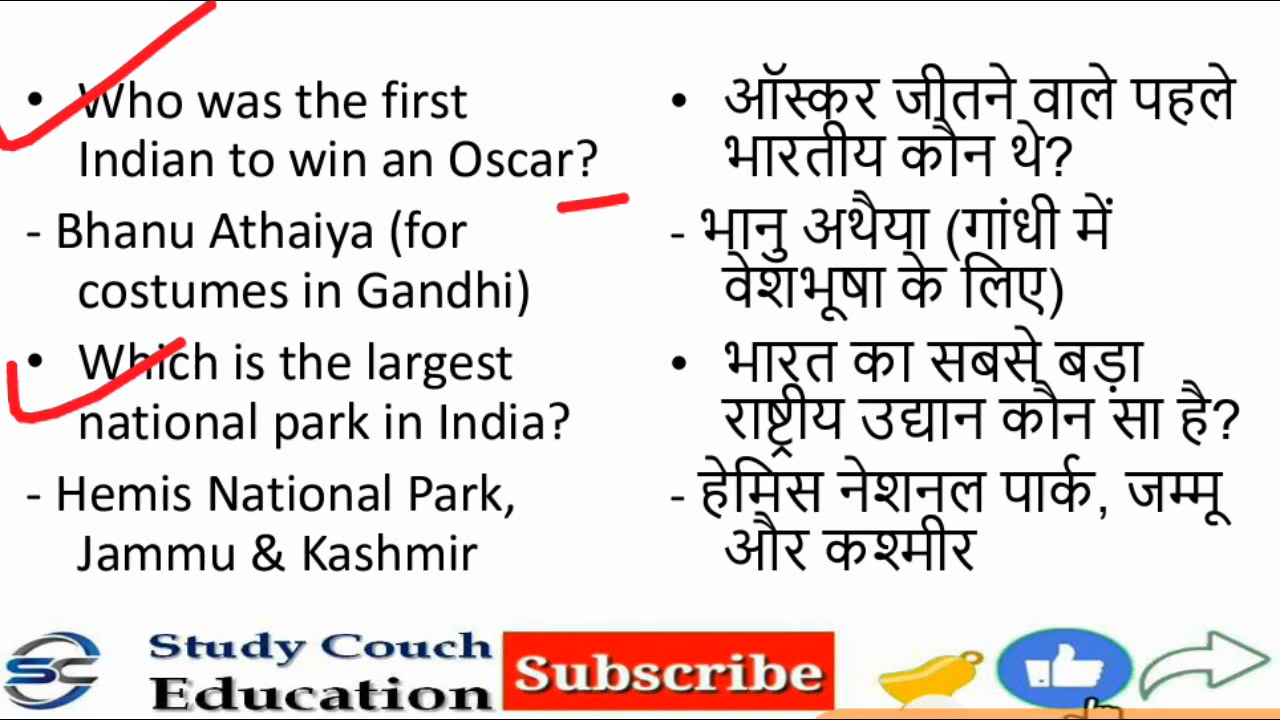 • Who was the first
Indian to win an Oscar?
- Bhanu Athaiya (for
costumes in Gandhi)
• Which is the largest
national park in India?
- Hemis National Park,
Jammu & Kashmir
• ऑस्कर जीतने वाले पहले
भारतीय कौन थे?
- भानु अथैया (गांधी में
वेशभूषा के लिए)
• भारत का सबसे बड़ा
राष्ट्रीय उद्यान कौन सा है?
- हेमिस नेशनल पार्क, जम्मू
और कश्मीर
SC
Study Couch
Education
Subscribe